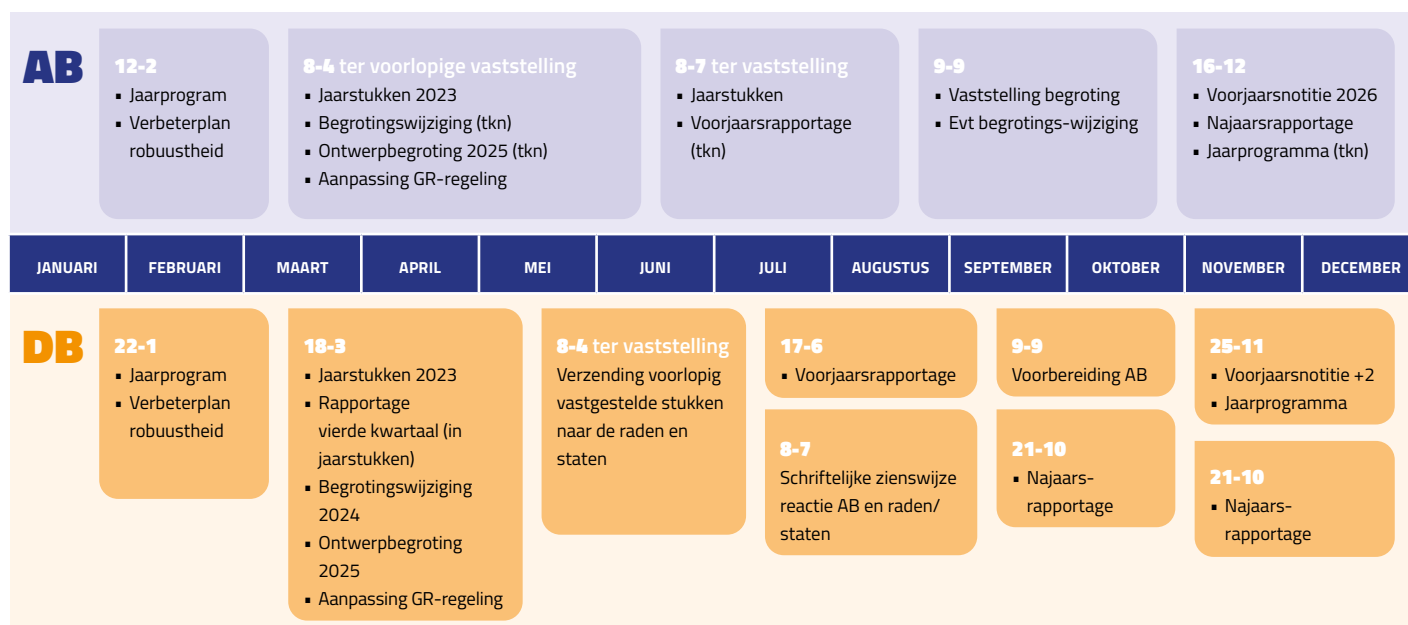 AB
12-2
▪ Jaarprogram
▪ Verbeterplan
robuustheid
8-4 ter voorlopige vaststelling
▪ Jaarstukken 2023
▪ Begrotingswijziging (tkn)
▪ Ontwerpbegroting 2025 (tkn)
▪ Aanpassing GR-regeling
8-7 ter vaststelling
▪ Jaarstukken
▪ Voorjaarsrapportage
(tkn)
9-9
▪ Vaststelling begroting
▪ Evt begrotings-wijziging
16-12
▪ Voorjaarsnotitie 2026
▪ Najaarsrapportage
▪ Jaarprogramma (tkn)
JANUARI
FEBRUARI
MAART
APRIL
MEI
JUNI
JULI
AUGUSTUS
SEPTEMBER
OKTOBER
NOVEMBER
DECEMBER
DB
22-1
▪ Jaarprogram
▪ Verbeterplan
robuustheid
18-3
▪ Jaarstukken 2023
▪ Rapportage
vierde kwartaal (in
jaarstukken)
▪ Begrotingswijziging
2024
▪ Ontwerpbegroting
2025
▪ Aanpassing GR-regeling
8-4 ter vaststelling
Verzending voorlopig
vastgestelde stukken
naar de raden en
staten
17-6
▪ Voorjaarsrapportage
8-7
Schriftelijke zienswijze
reactie AB en raden/
staten
9-9
Voorbereiding AB
21-10
▪ Najaars-
rapportage
25-11
▪ Voorjaarsnotitie +2
▪ Jaarprogramma
21-10
▪ Najaars-
rapportage